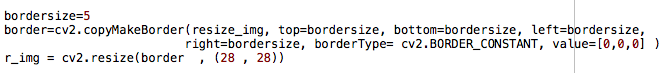 bordersize=5
border=cv2.copyMakeBorder(resize_img, top=bordersize, bottom=bordersize, left=bordersize,
right=bordersize, borderType= cv2.BORDER_CONSTANT, value=[0,0,0] )
r_img = cv2.resize(border  , (28 , 28))